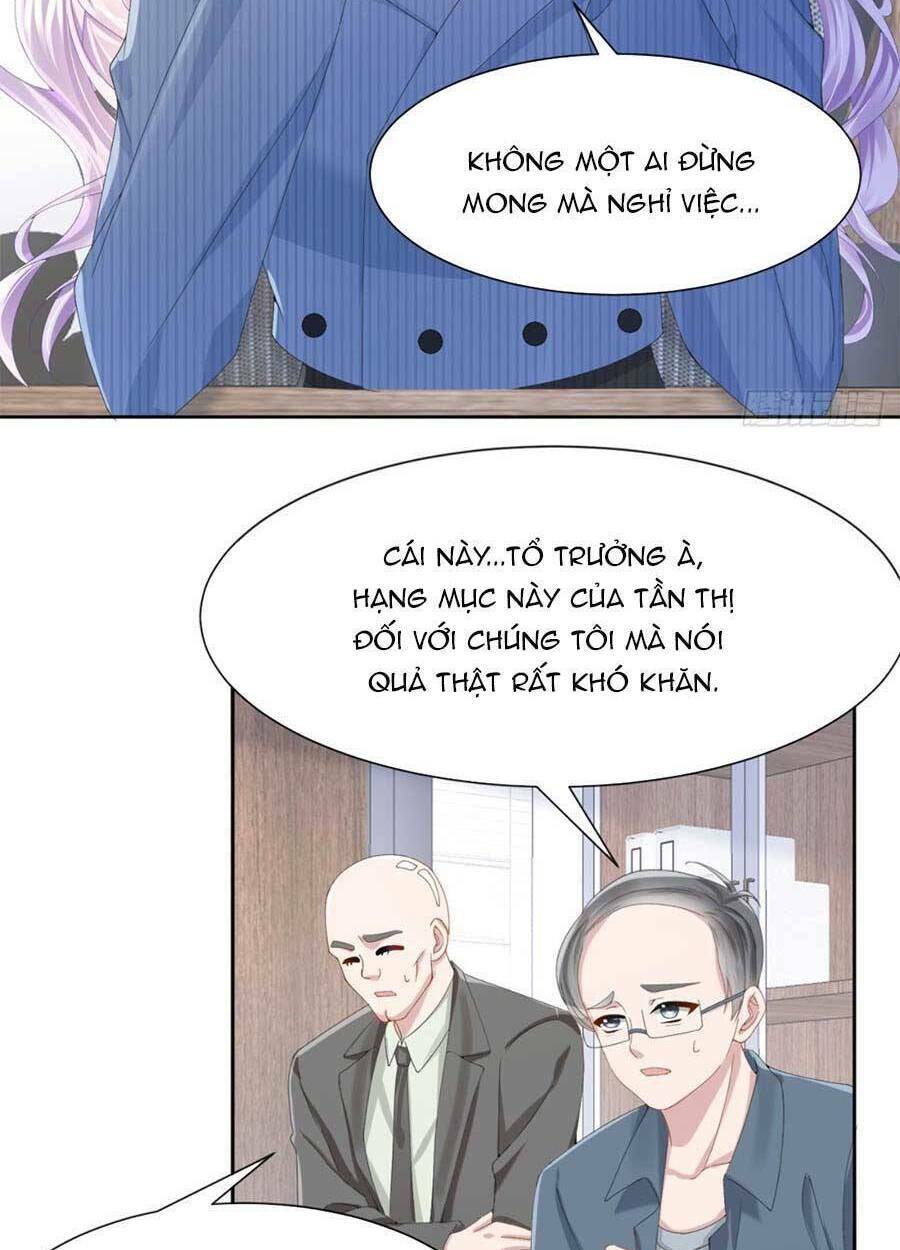 KHÔNG MỘT AI ĐỪNG
MONG MÀ NGHỈ VIỆC...
CÁI NÀY...TỔ TRƯỞNG À,
HẠNG MỤC NÀY CỦA TẦN THỊ
ĐỐI VỚI CHÚNG TÔI MÀ NÓI
QUẢ THẬT RẤT KHÓ KHĂN.